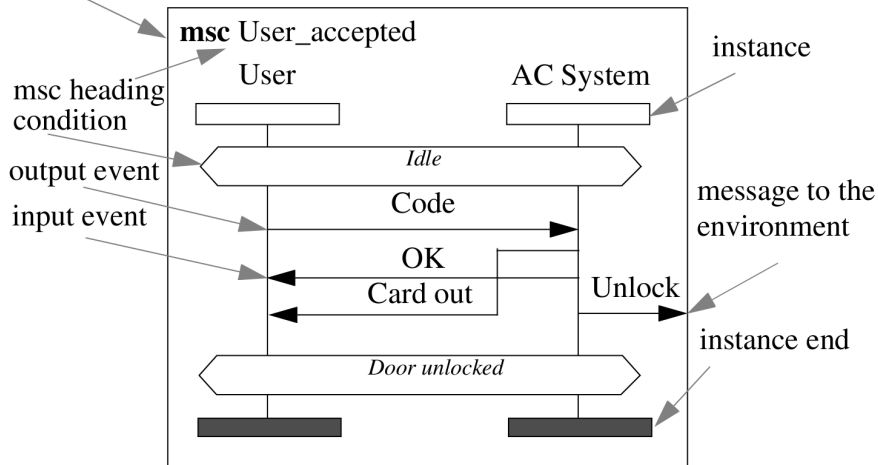 msc User_accepted
instance
User
AC System
msc heading
condition
Idle
output event
Code
message to the
environment
input event
OK
Card out
Unlock
instance end
Door unlocked